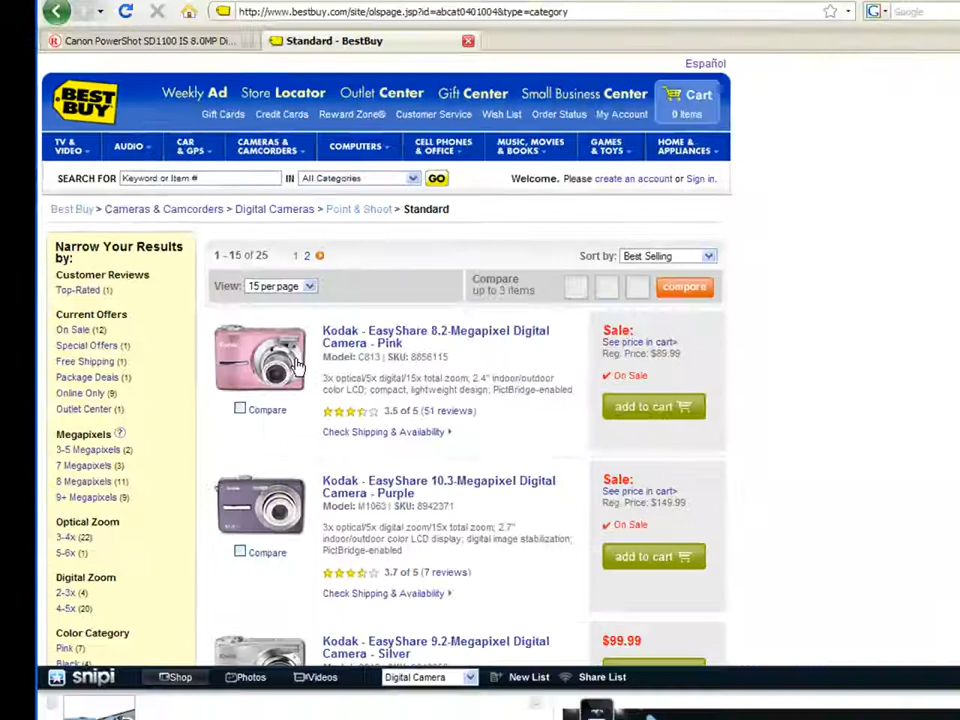 http://www.bestbuy.com/site/olspage.jsp?id=abcat0401004&type=category
Google
Canon PowerShot SD1100 IS 8.0MP Di...
Standard - BestBuy
Español
BEST BUY
Weekly Ad Store Locator Outlet Center Gift Center Small Business Center Cart
Gift Cards Credit Cards Reward Zone® Customer Service Wish List Order Status My Account 0 Items
TV & VIDEO AUDIO CAR & GPS CAMERAS & CAMCORDERS COMPUTERS CELL PHONES & OFFICE MUSIC, MOVIES & BOOKS GAMES & TOYS HOME & APPLIANCES
SEARCH FOR Keyword or Item # IN All Categories GO Welcome. Please create an account or Sign in.
Best Buy > Cameras & Camcorders > Digital Cameras > Point & Shoot > Standard
Narrow Your Results by:
Customer Reviews
Top-Rated (1)
Current Offers
On Sale (12)
Special Offers (1)
Free Shipping (1)
Package Deals (1)
Online Only (9)
Outlet Center (1)
Megapixels ?
3-5 Megapixels (2)
7 Megapixels (3)
8 Megapixels (11)
9+ Megapixels (9)
Optical Zoom
3-4x (22)
5-6x (1)
Digital Zoom
2-3x (4)
4-5x (20)
Color Category
Pink (7)
Black (4)
1 - 15 of 25 1 2
Sort by: Best Selling
View: 15 per page
Compare
up to 3 items
compare
Kodak - EasyShare 8.2-Megapixel Digital
Camera - Pink
Model: C813 | SKU: 8856115
3x optical/5x digital/15x total zoom; 2.4" indoor/outdoor
color LCD; compact, lightweight design; PictBridge-enabled
Compare
3.5 of 5 (51 reviews)
Check Shipping & Availability
Sale:
See price in cart>
Reg. Price: $89.99
On Sale
add to cart
Kodak - EasyShare 10.3-Megapixel Digital
Camera - Purple
Model: M1063 | SKU: 8942371
3x optical/5x digital zoom/15x total zoom; 2.7"
indoor/outdoor color LCD display; digital image stabilization;
PictBridge-enabled
Compare
3.7 of 5 (7 reviews)
Check Shipping & Availability
Sale:
See price in cart>
Reg. Price: $149.99
On Sale
add to cart
Kodak - EasyShare 9.2-Megapixel Digital
Camera - Silver
$99.99
snipi Shop Photos Videos Digital Camera New List Share List